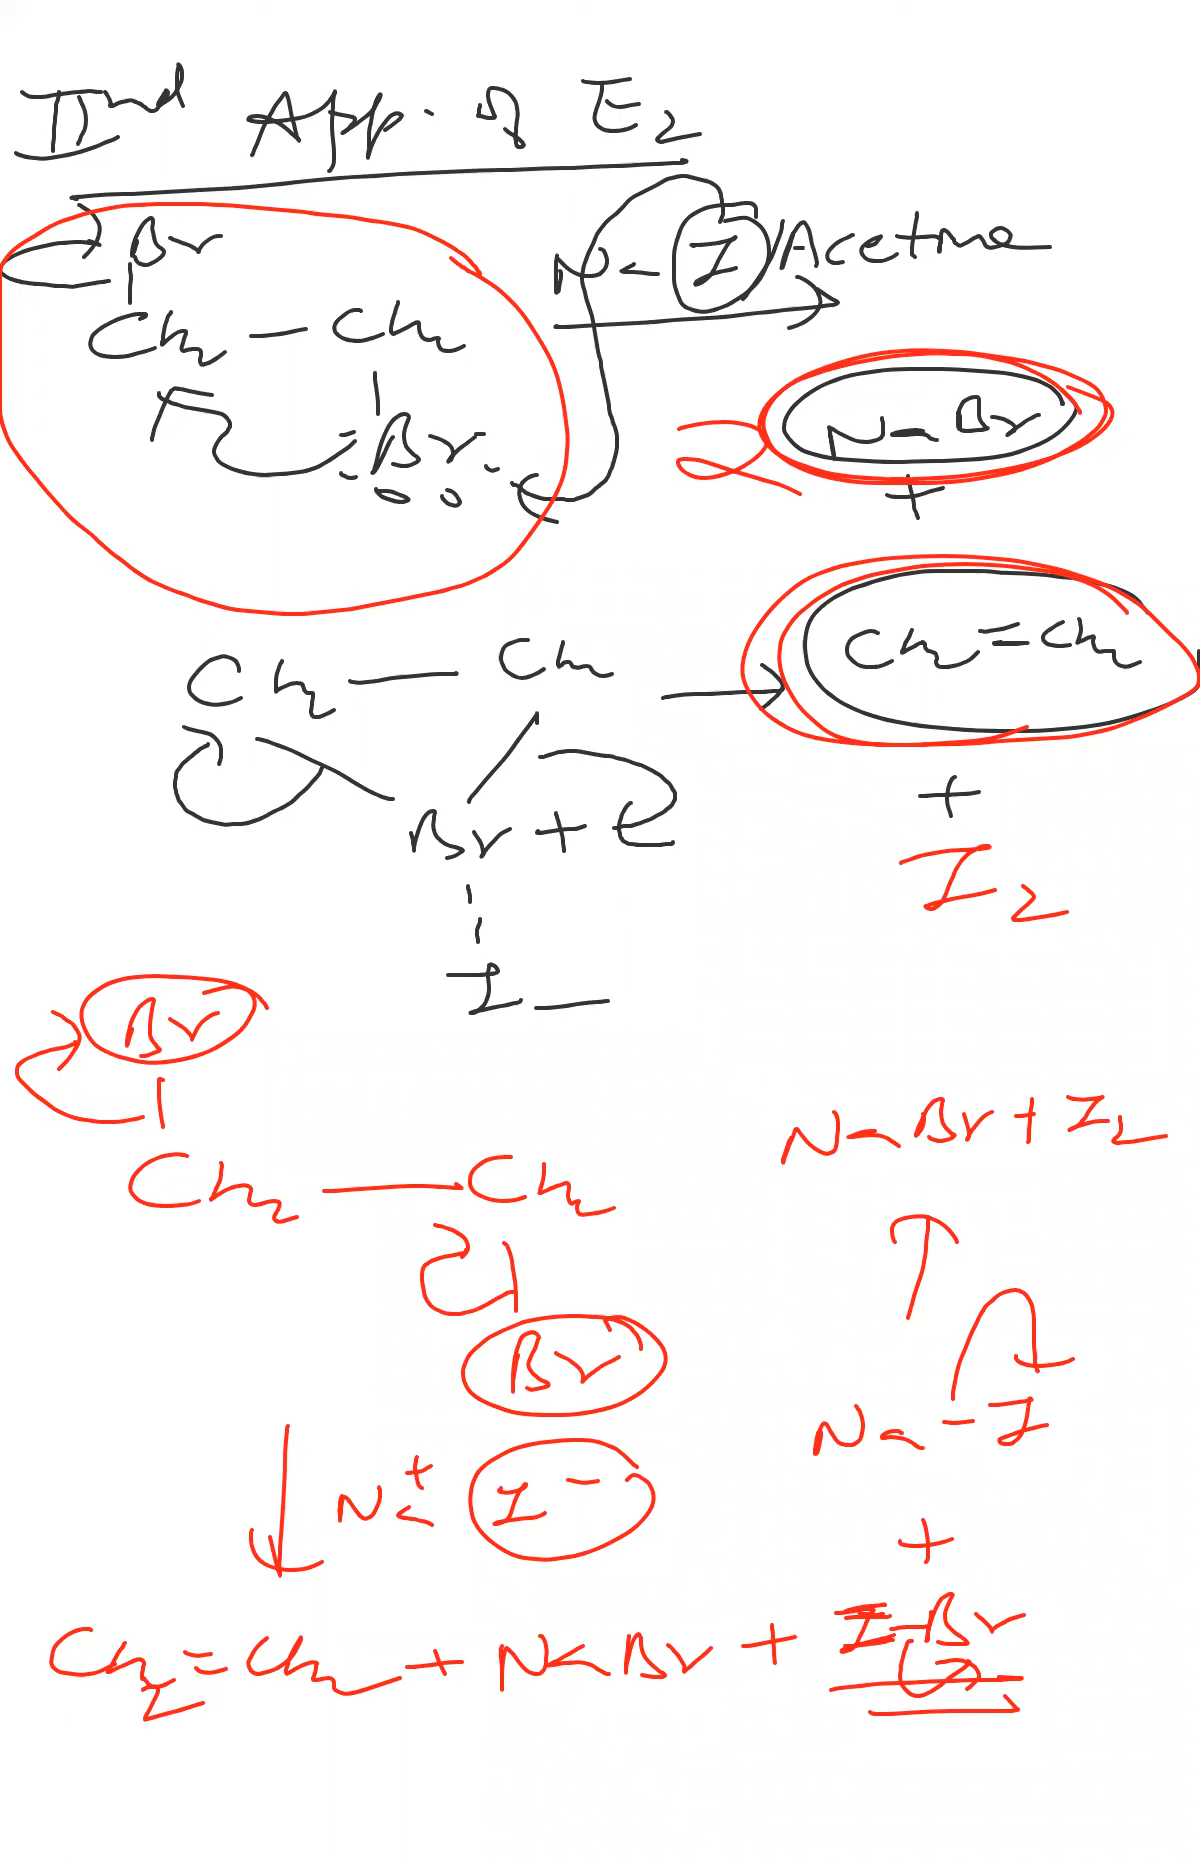 IInd App. of E2
Br
Na I /Acetone
CH2 - CH2
Br
NaBr
+
CH2 = CH2
CH2 — CH2
+
Br +
I2
I —
Br
NaBr + I2
CH2 — CH2
Br
Na - I
Na+ I-
+
I-Br
CH2 = CH2 + NaBr +